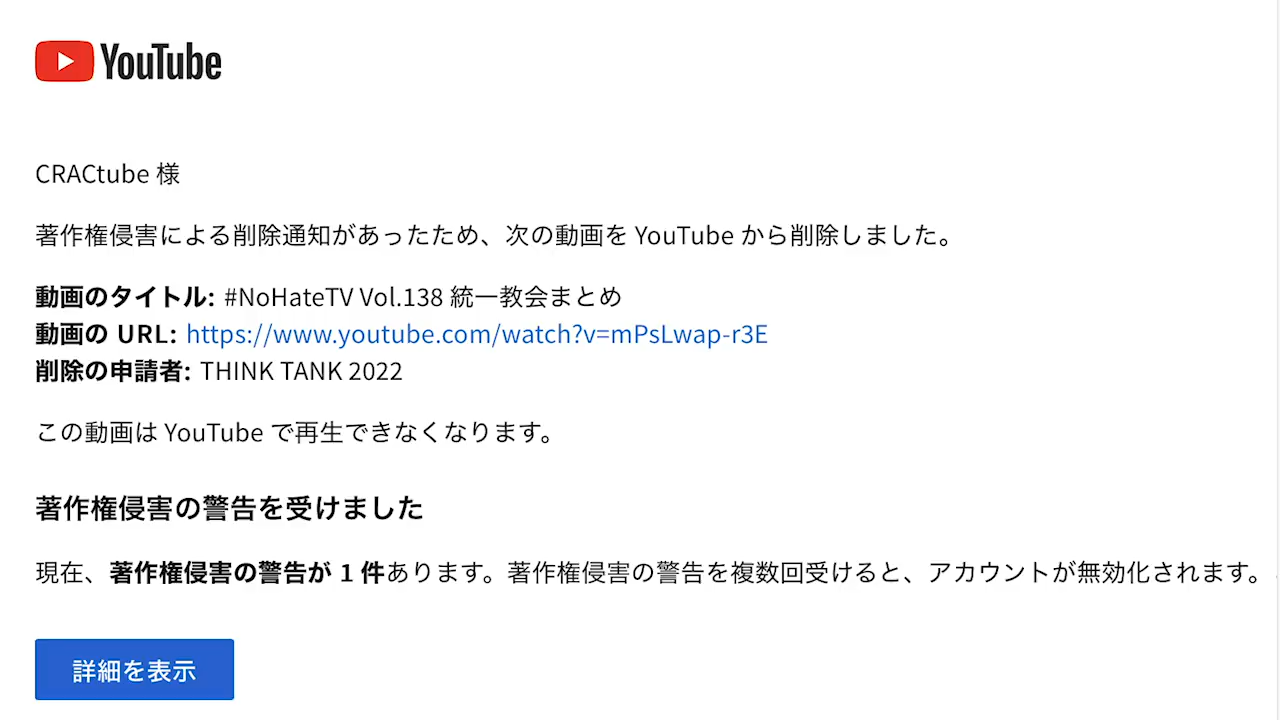 YouTube
CRACtube 様
著作権侵害による削除通知があったため、次の動画を YouTube から削除しました。
動画のタイトル: #NoHateTV Vol.138 統一教会まとめ
動画の URL: https://www.youtube.com/watch?v=mPsLwap-r3E
削除の申請者: THINK TANK 2022
この動画は YouTube で再生できなくなります。
著作権侵害の警告を受けました
現在、著作権侵害の警告が 1 件あります。著作権侵害の警告を複数回受けると、アカウントが無効化されます。
詳細を表示